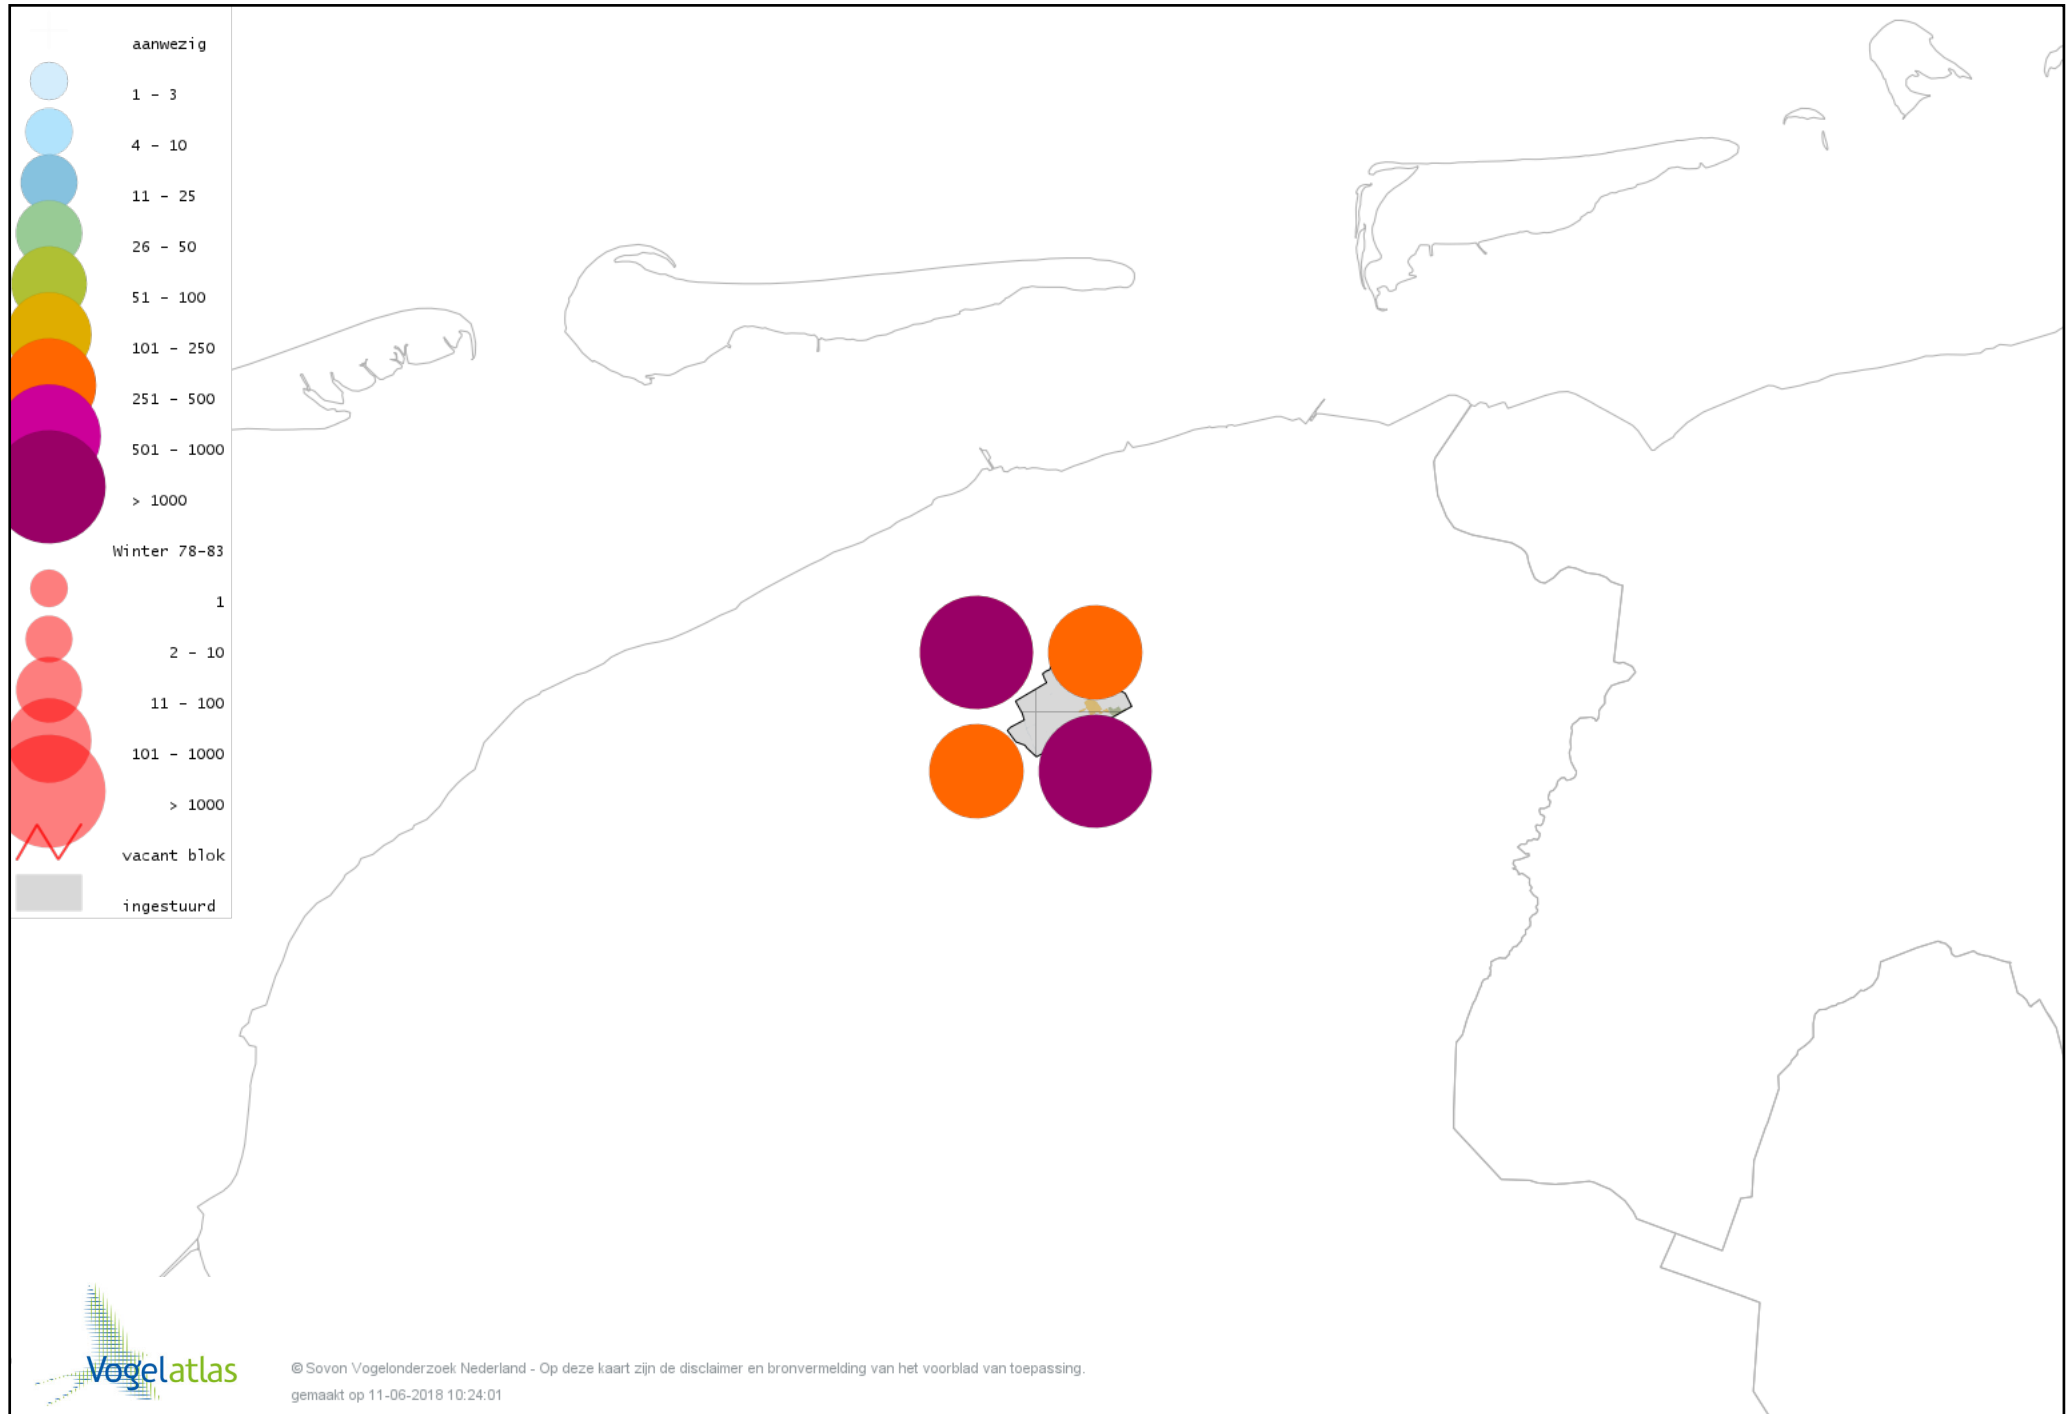 aanwezig
1 - 3
4 - 10
11 - 25
26 - 50
51 - 100
101 - 250
251 - 500
501 - 1000
> 1000
Winter 78-83
1
2 - 10
11 - 100
101 - 1000
> 1000
vacant blok
ingestuurd
Vogelatlas
© Sovon Vogelonderzoek Nederland - Op deze kaart zijn de disclaimer en bronvermelding van het voorblad van toepassing.
gemaakt op 11-06-2018 10:24:01